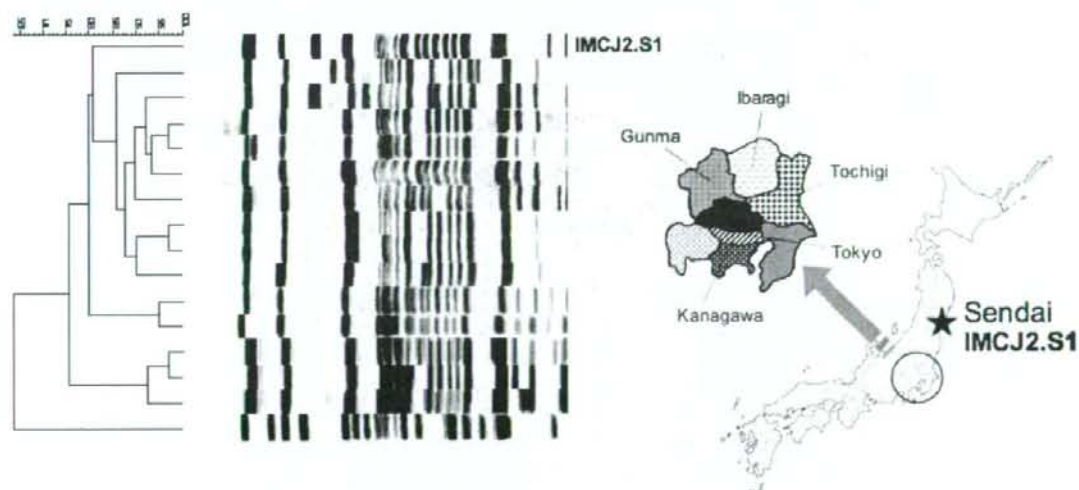 IMCJ2.S1
Ibaragi
Gunma
Tochigi
Tokyo
Kanagawa
Sendai
IMCJ2.S1